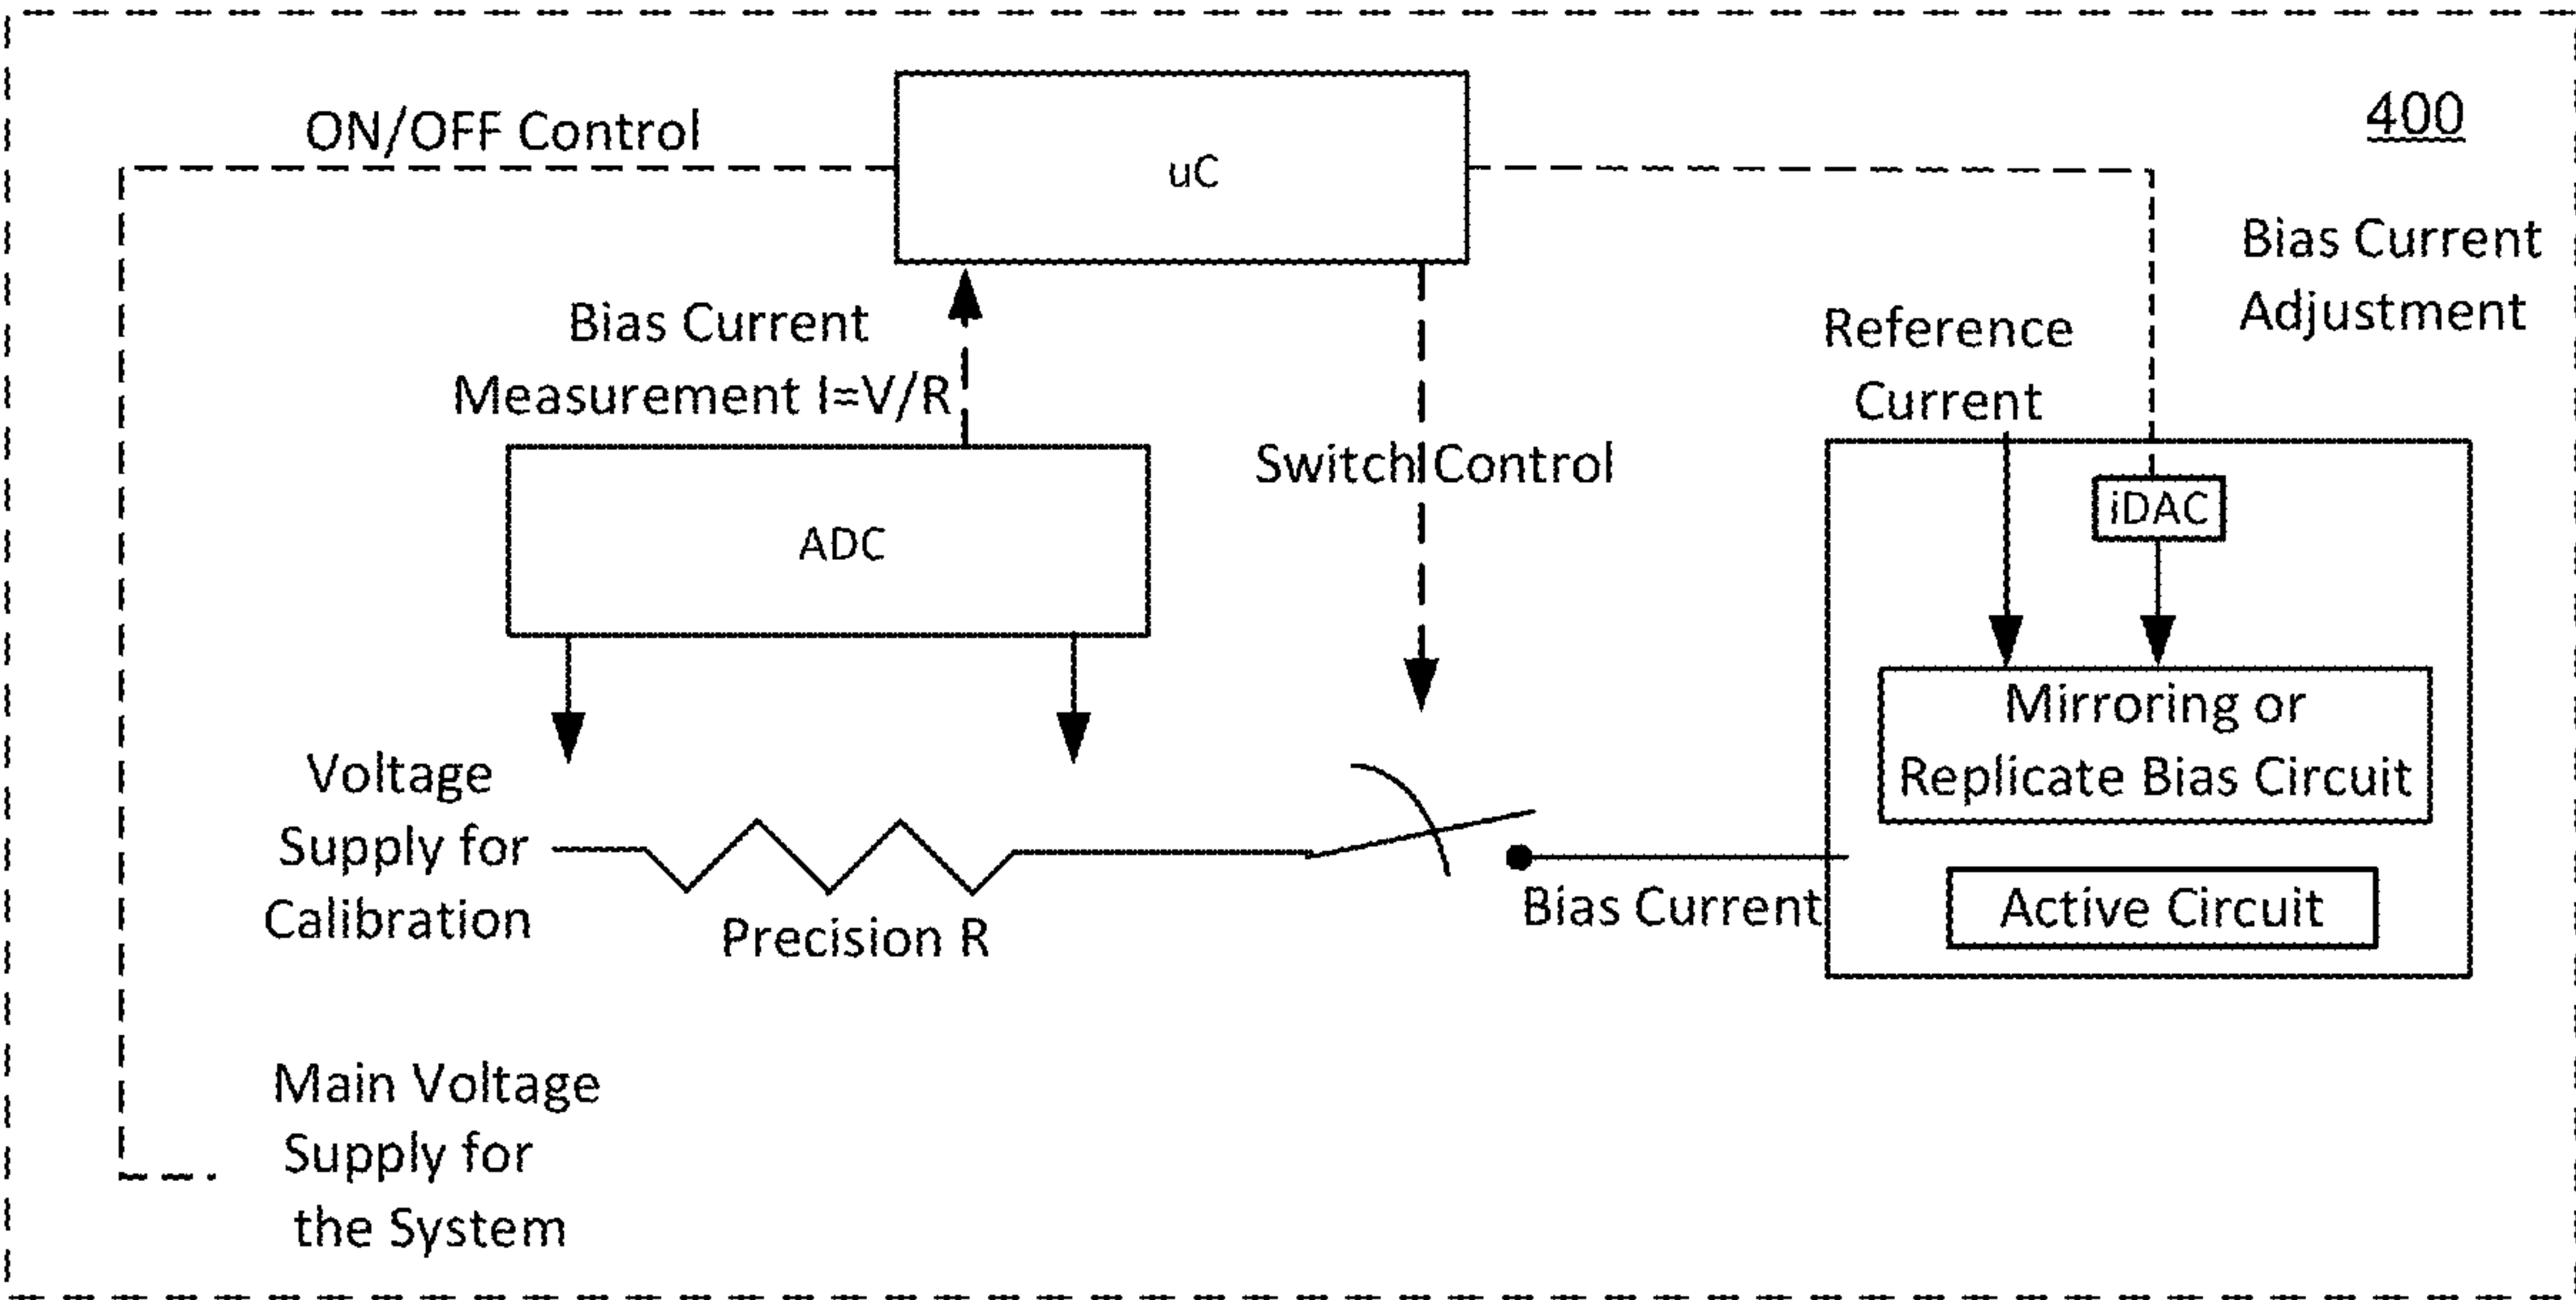 400
ON/OFF Control
uC
Bias Current
Adjustment
Bias Current
Measurement I=V/R
Reference
Current
Switch Control
iDAC
ADC
Mirroring or
Replicate Bias Circuit
Voltage
Supply for
Calibration
Precision R
Bias Current
Active Circuit
Main Voltage
Supply for
the System